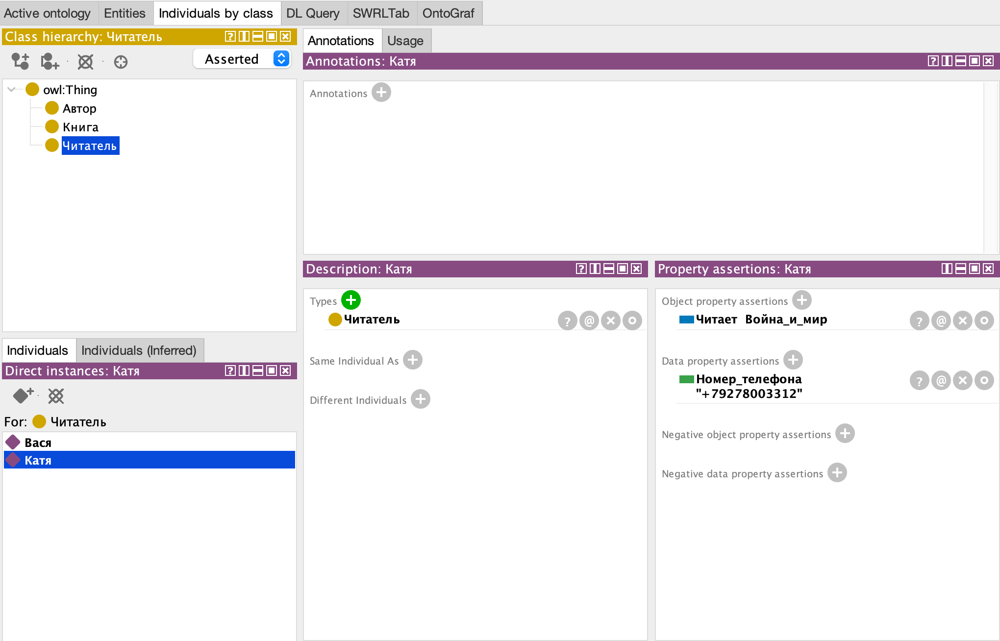 Active ontology Entities Individuals by class DL Query SWRLTab OntoGraf
Class hierarchy: Читатель
Asserted
owl:Thing
Автор
Книга
Читатель
Individuals Individuals (Inferred)
Direct instances: Катя
For: Читатель
Вася
Катя
Annotations Usage
Annotations: Катя
Annotations
Description: Катя
Types
Читатель
Same Individual As
Different Individuals
Property assertions: Катя
Object property assertions
Читает Война_и_мир
Data property assertions
Номер_телефона
"+79278003312"
Negative object property assertions
Negative data property assertions